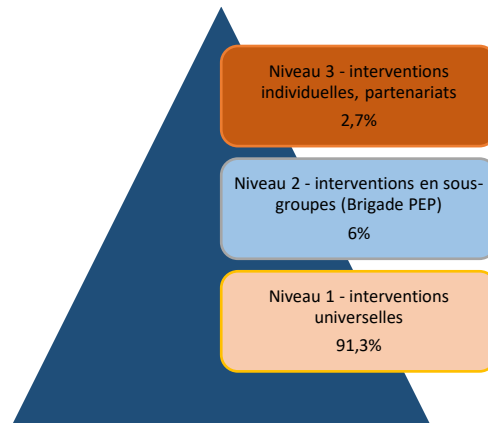 Niveau 3 - interventions
individuelles, partenariats
2,7%
Niveau 2 - interventions en sous-
groupes (Brigade PEP)
6%
Niveau 1 - interventions
universelles
91,3%